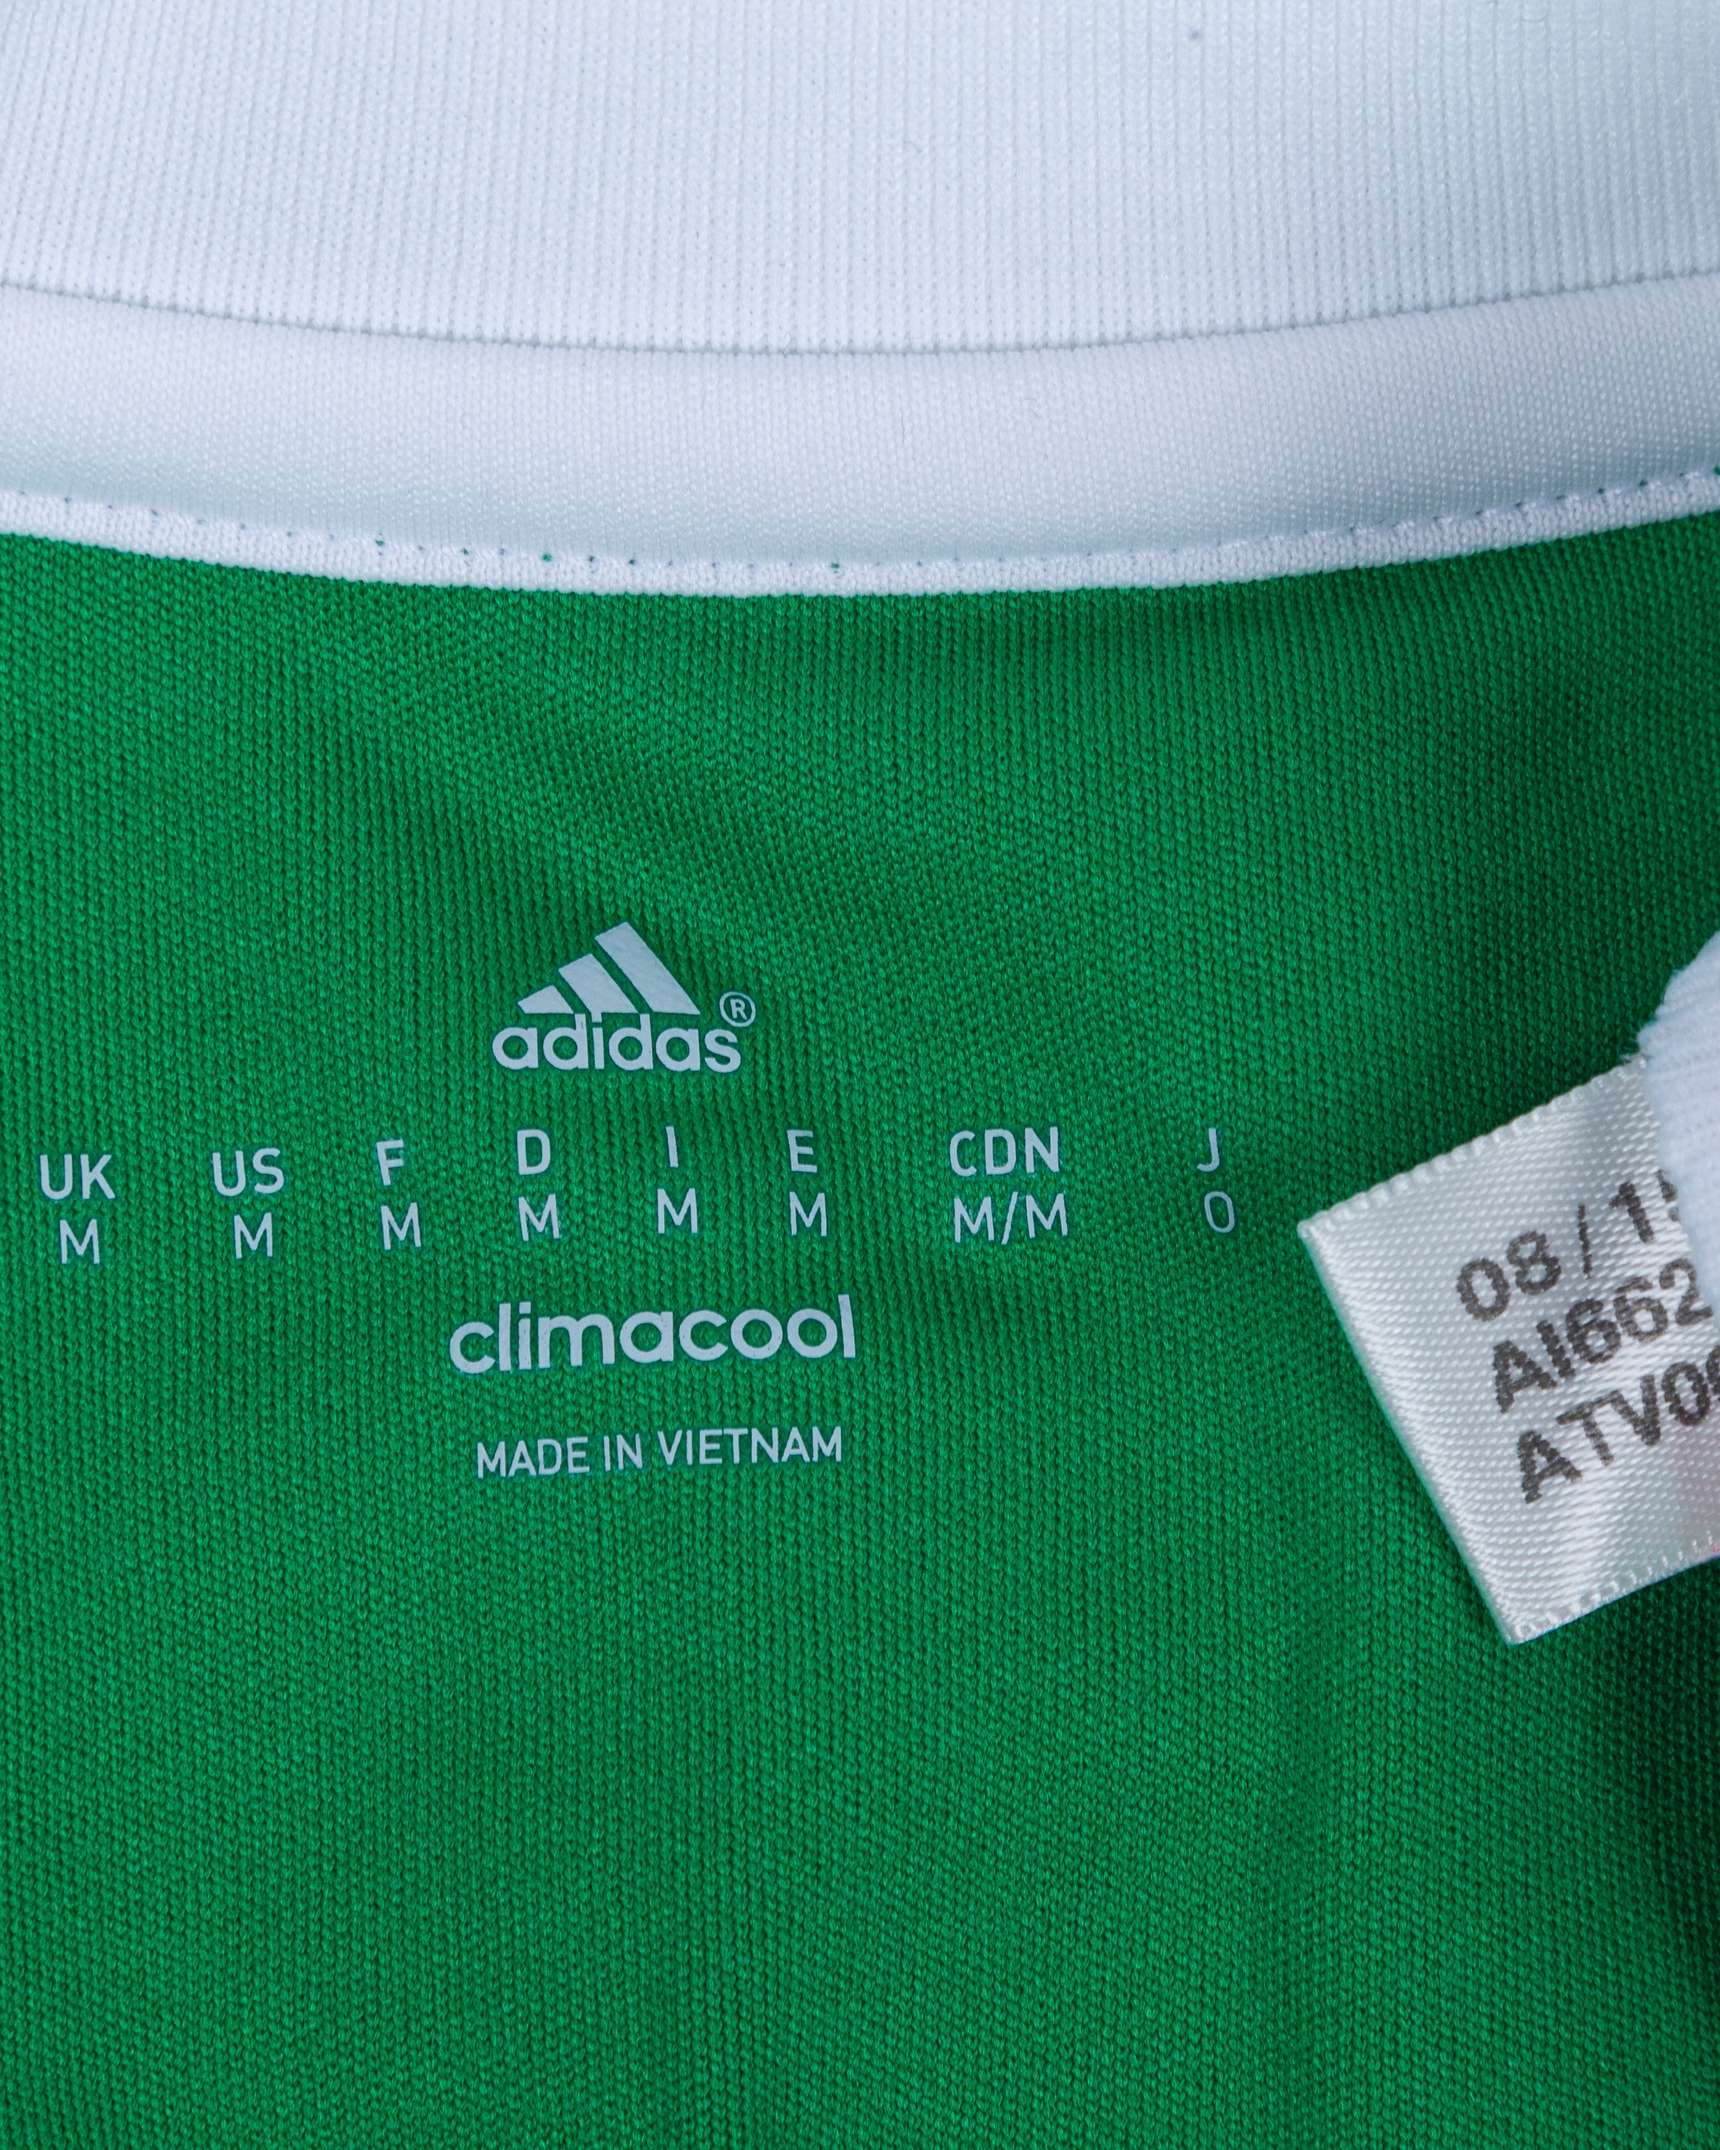 adidas®
UK US F D I E CDN J
M M M M M M M/M O
climacool
MADE IN VIETNAM
08/15
AI662
ATV0